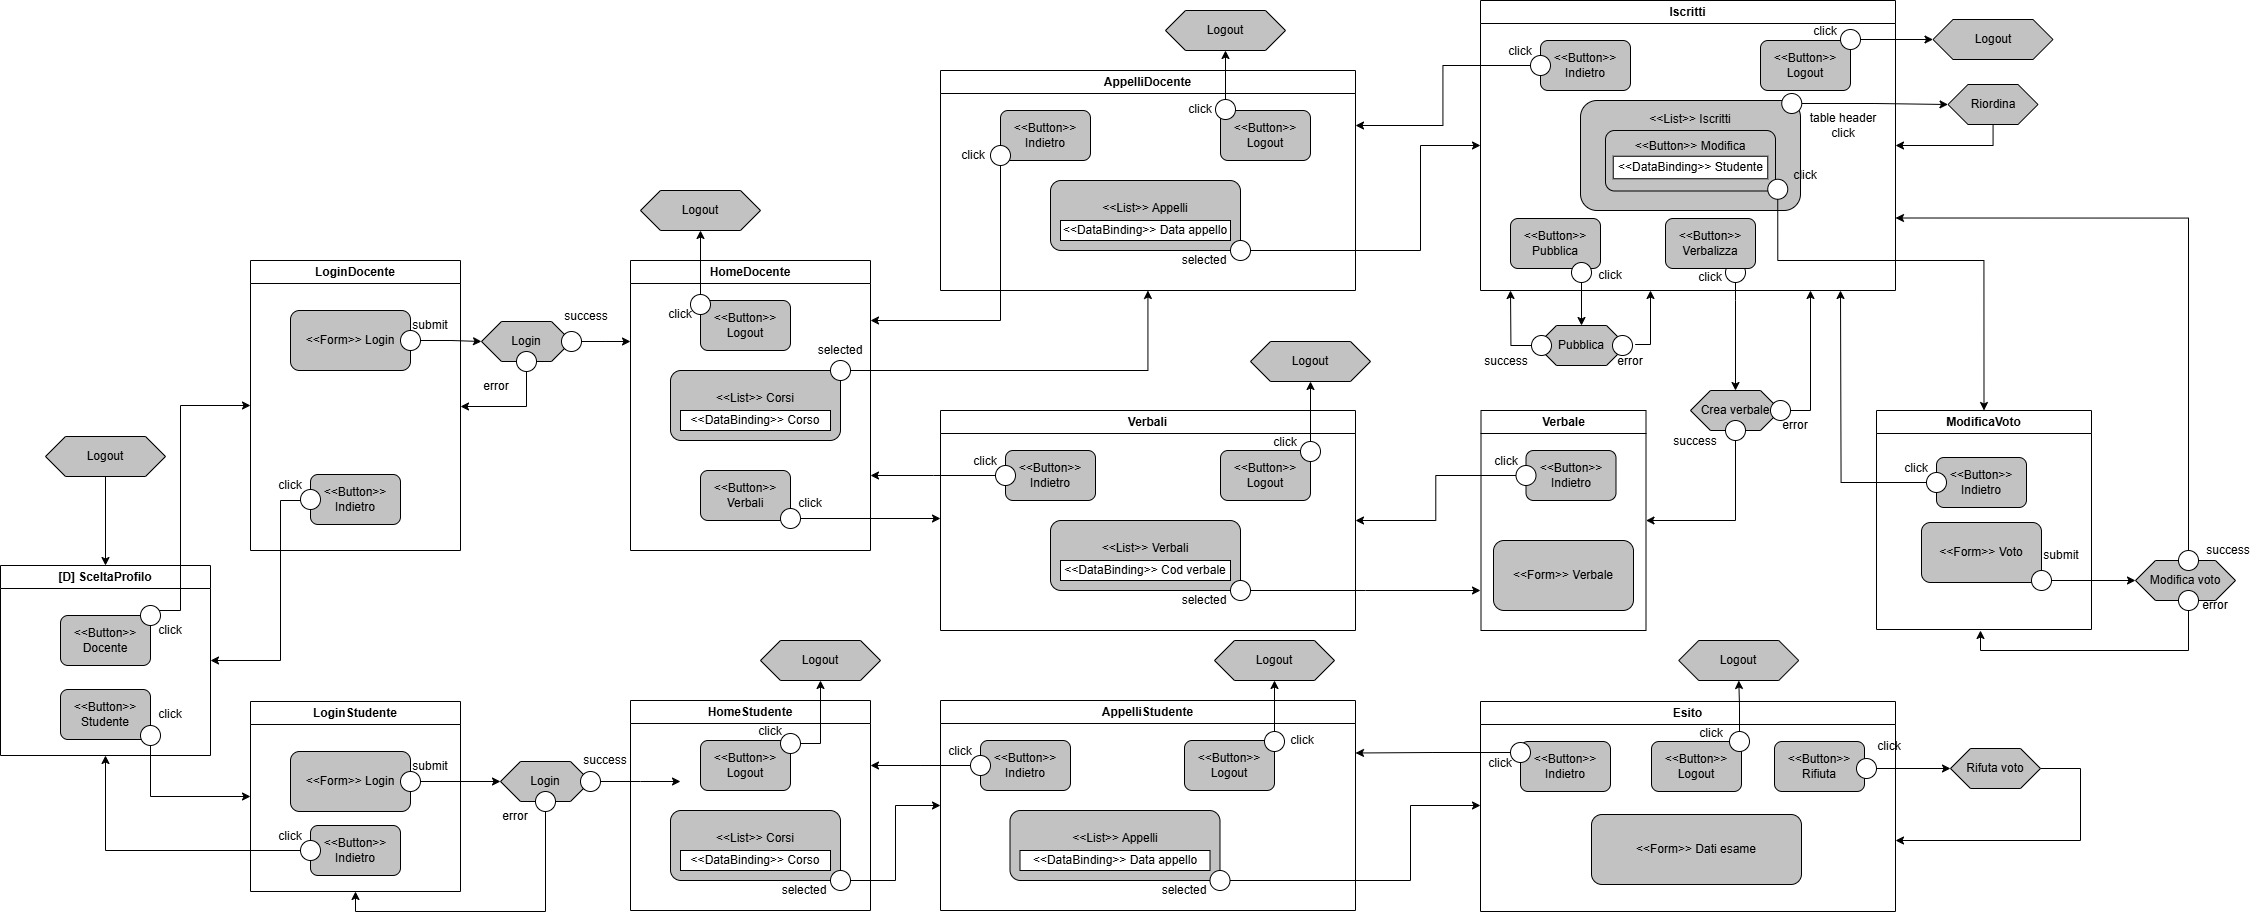 Logout
[D] SceltaProfilo
<<Button>>
Docente
click
<<Button>>
Studente
click
LoginDocente
<<Form>> Login
submit
click
<<Button>>
Indietro
Login
success
error
Logout
HomeDocente
click
<<Button>>
Logout
selected
<<List>> Corsi
<<DataBinding>> Corso
<<Button>>
Verbali
click
Logout
AppelliDocente
click
<<Button>>
Indietro
click
<<Button>>
Logout
<<List>> Appelli
<<DataBinding>> Data appello
selected
Iscritti
click
<<Button>>
Indietro
click
<<Button>>
Logout
Logout
<<List>> Iscritti
table header
click
Riordina
<<Button>> Modifica
<<DataBinding>> Studente
click
<<Button>>
Pubblica
click
<<Button>>
Verbalizza
click
Pubblica
success
error
Crea verbale
success
error
Logout
Verbali
click
<<Button>>
Indietro
click
<<Button>>
Logout
<<List>> Verbali
<<DataBinding>> Cod verbale
selected
Verbale
click
<<Button>>
Indietro
<<Form>> Verbale
ModificaVoto
click
<<Button>>
Indietro
<<Form>> Voto
submit
success
Modifica voto
error
LoginStudente
<<Form>> Login
submit
click
<<Button>>
Indietro
Login
success
error
Logout
HomeStudente
click
<<Button>>
Logout
<<List>> Corsi
<<DataBinding>> Corso
selected
Logout
AppelliStudente
click
<<Button>>
Indietro
<<Button>>
Logout
click
<<List>> Appelli
<<DataBinding>> Data appello
selected
Logout
Esito
click
<<Button>>
Indietro
click
<<Button>>
Logout
<<Button>>
Rifiuta
click
Rifuta voto
<<Form>> Dati esame